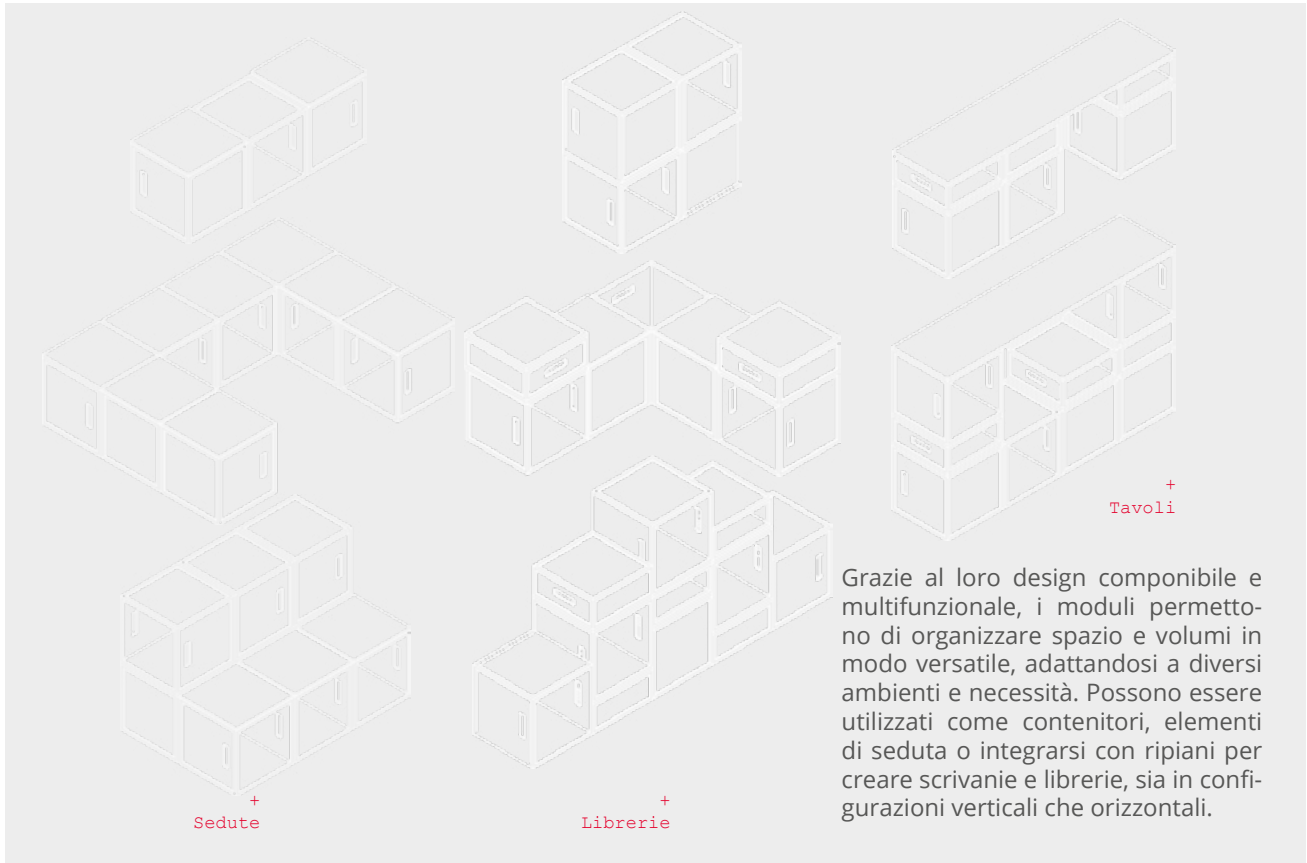 +
Tavoli
Grazie al loro design componibile e
multifunzionale, i moduli permetto-
no di organizzare spazio e volumi in
modo versatile, adattandosi a diversi
ambienti e necessità. Possono essere
utilizzati come contenitori, elementi
di seduta o integrarsi con ripiani per
creare scrivanie e librerie, sia in confi-
gurazioni verticali che orizzontali.
+
Sedute
+
Librerie